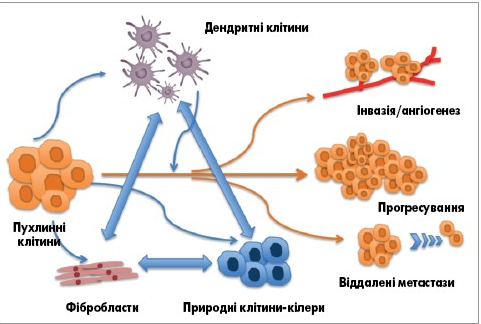 Дендритні клітини
Інвазія/ангіогенез
Пухлинні
клітини
Прогресування
Віддалені метастази
Фібробласти
Природні клітини-кілери